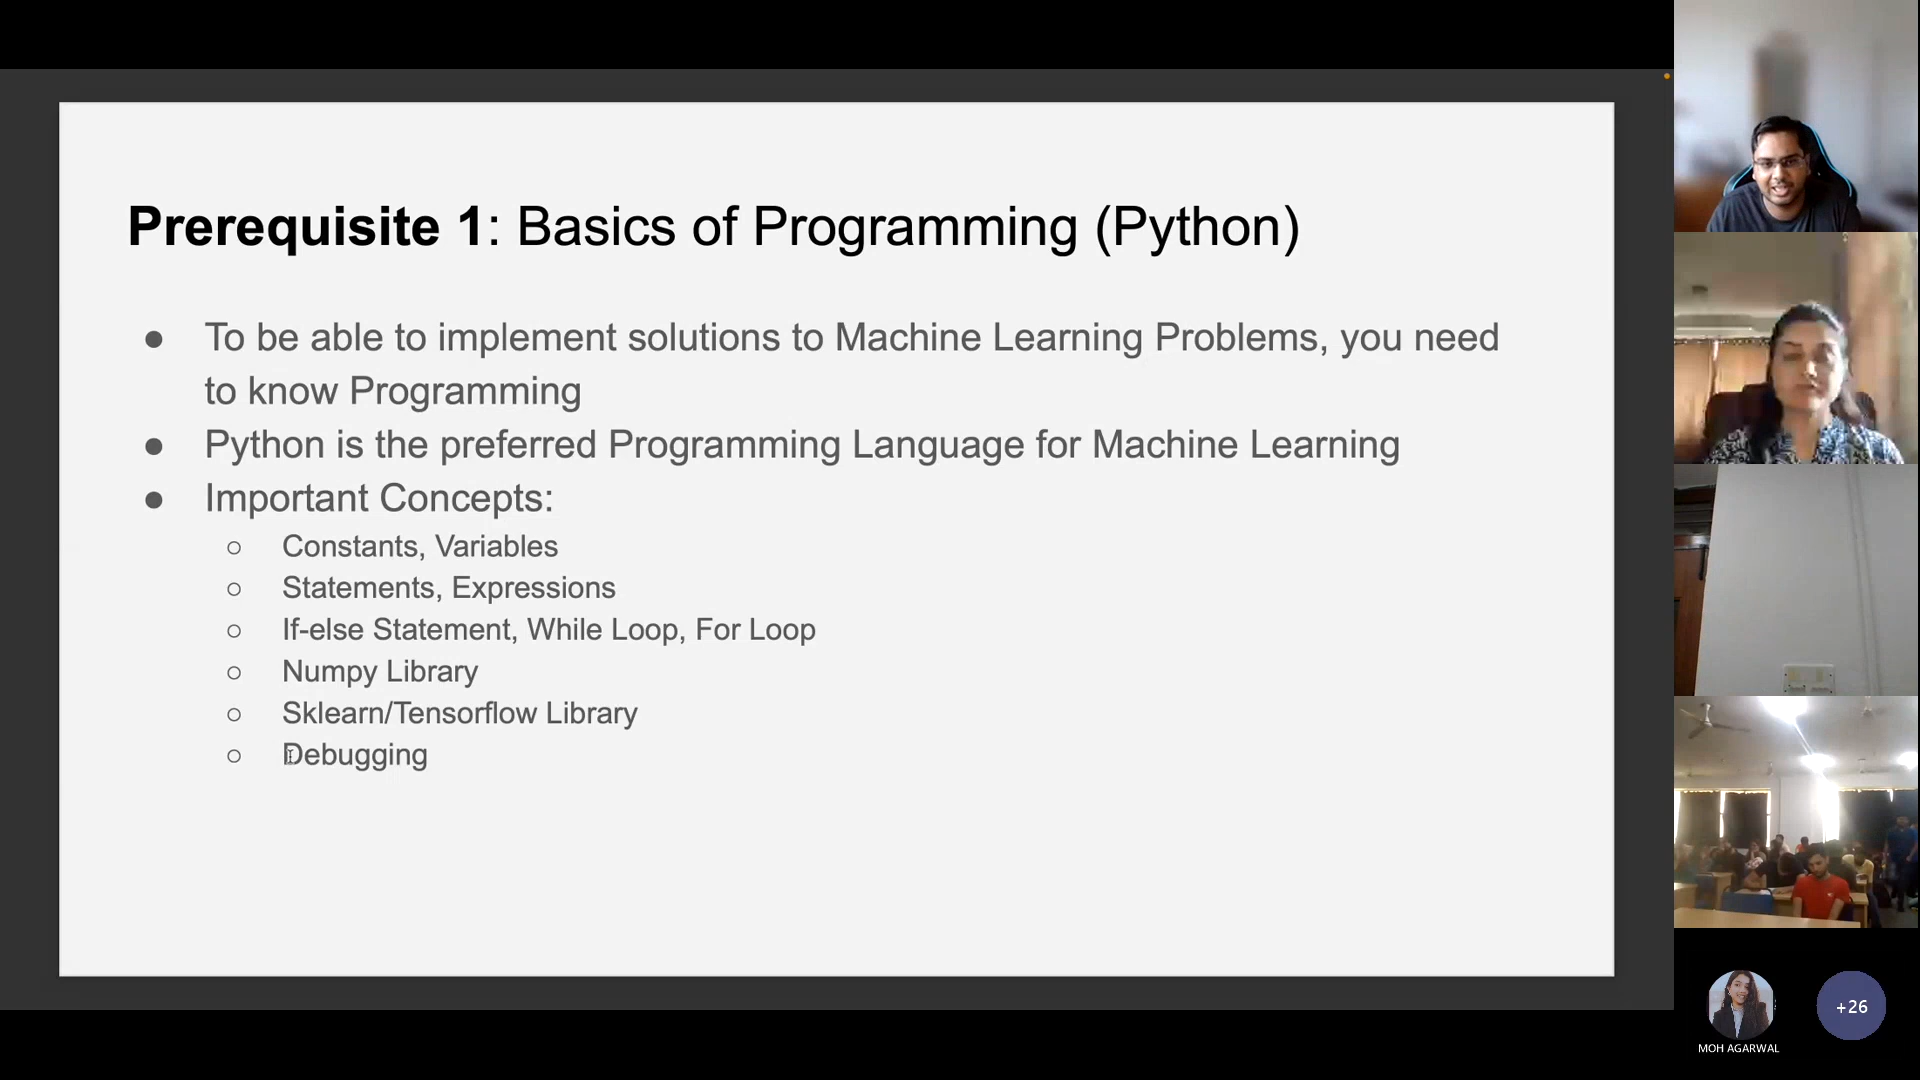 Prerequisite 1: Basics of Programming (Python)
● To be able to implement solutions to Machine Learning Problems, you need
to know Programming
● Python is the preferred Programming Language for Machine Learning
● Important Concepts:
○ Constants, Variables
○ Statements, Expressions
○ If-else Statement, While Loop, For Loop
○ Numpy Library
○ Sklearn/Tensorflow Library
○ Debugging
+26
MOH AGARWAL